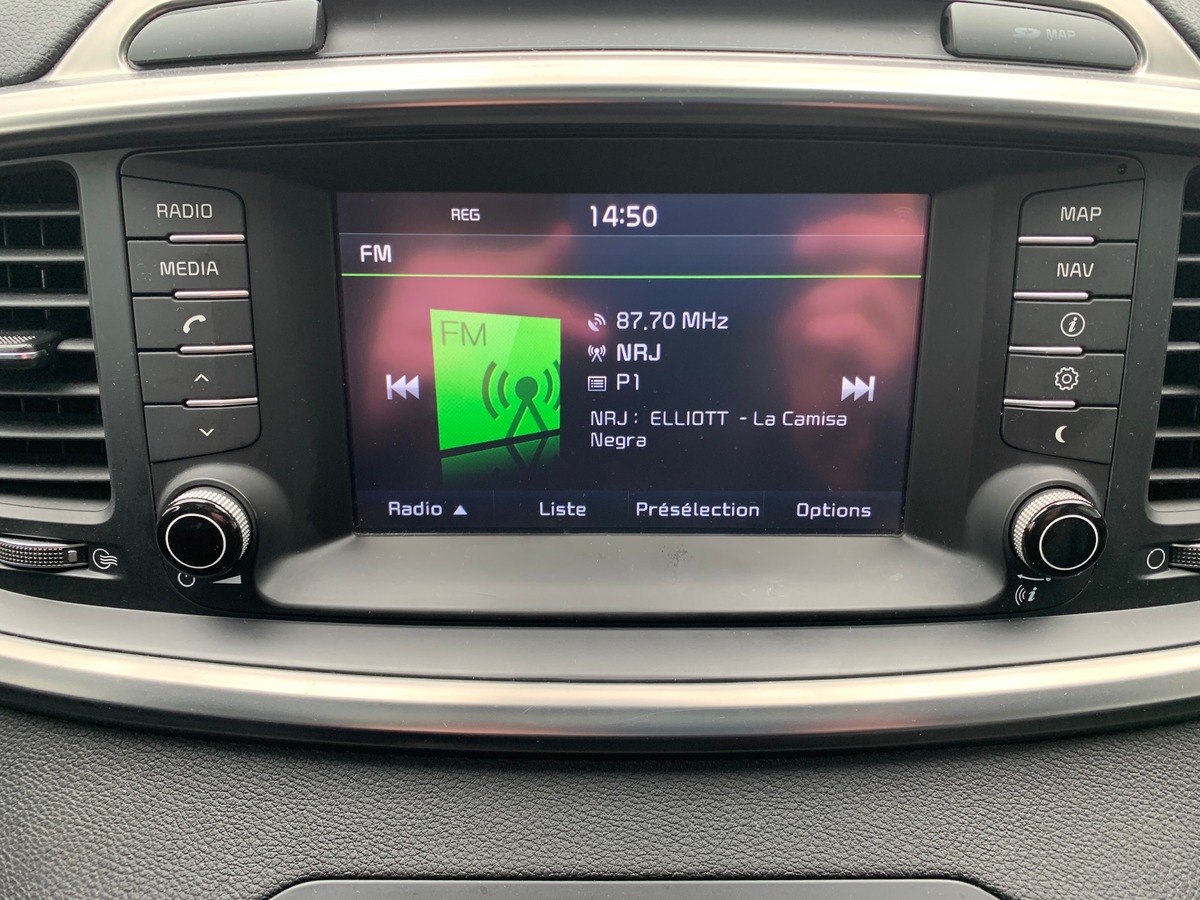 SD MAP
RADIO
MEDIA
REG 14:50
FM
FM
87.70 MHz
NRJ
P1
NRJ : ELLIOTT - La Camisa
Negra
Radio ▲ Liste Présélection Options
MAP
NAV
i
i